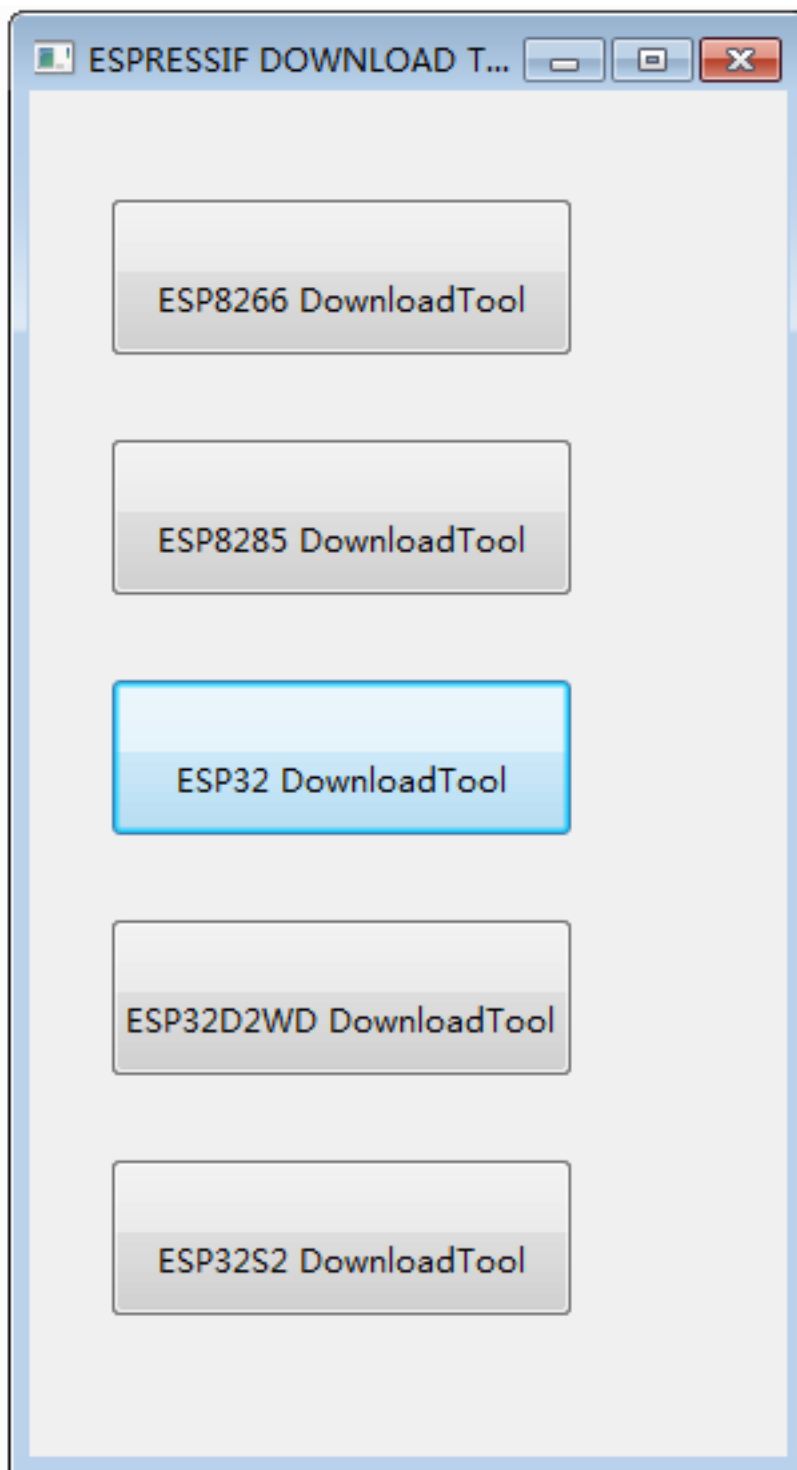 ESPRESSIF DOWNLOAD T...
ESP8266 DownloadTool
ESP8285 DownloadTool
ESP32 DownloadTool
ESP32D2WD DownloadTool
ESP32S2 DownloadTool